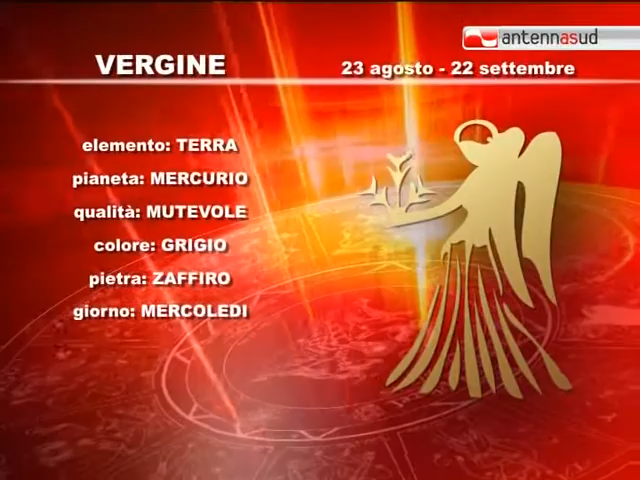 antennasud
VERGINE
23 agosto - 22 settembre
elemento: TERRA
pianeta: MERCURIO
qualità: MUTEVOLE
colore: GRIGIO
pietra: ZAFFIRO
giorno: MERCOLEDI